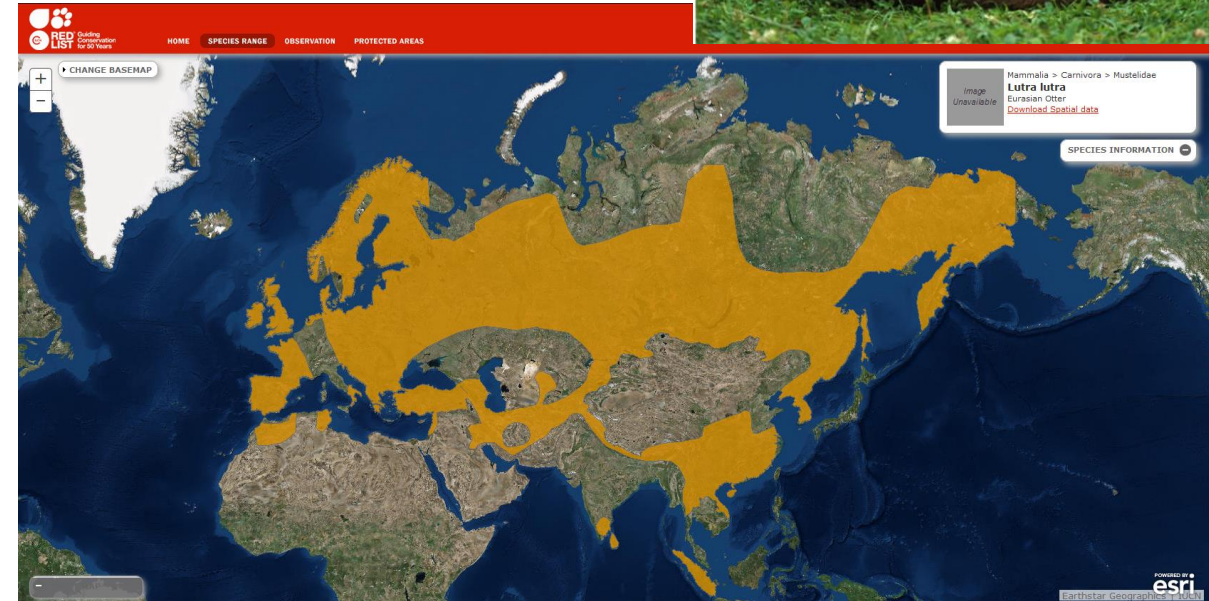 RED LIST Guiding Conservation for 50 Years
HOME SPECIES RANGE OBSERVATION PROTECTED AREAS
+
−
CHANGE BASEMAP
Image Unavailable
Mammalia > Carnivora > Mustelidae
Lutra lutra
Eurasian Otter
Download Spatial data
SPECIES INFORMATION
POWERED BY
esri
Earthstar Geographics | IUCN